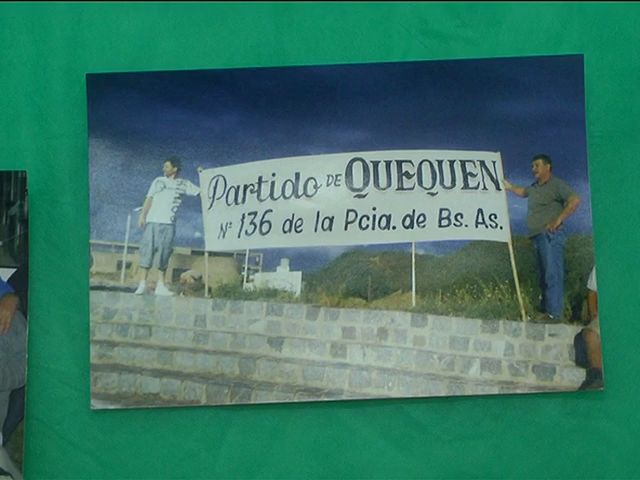 Partido DE QUEQUEN
Nº 136 de la Pcia. de Bs. As.